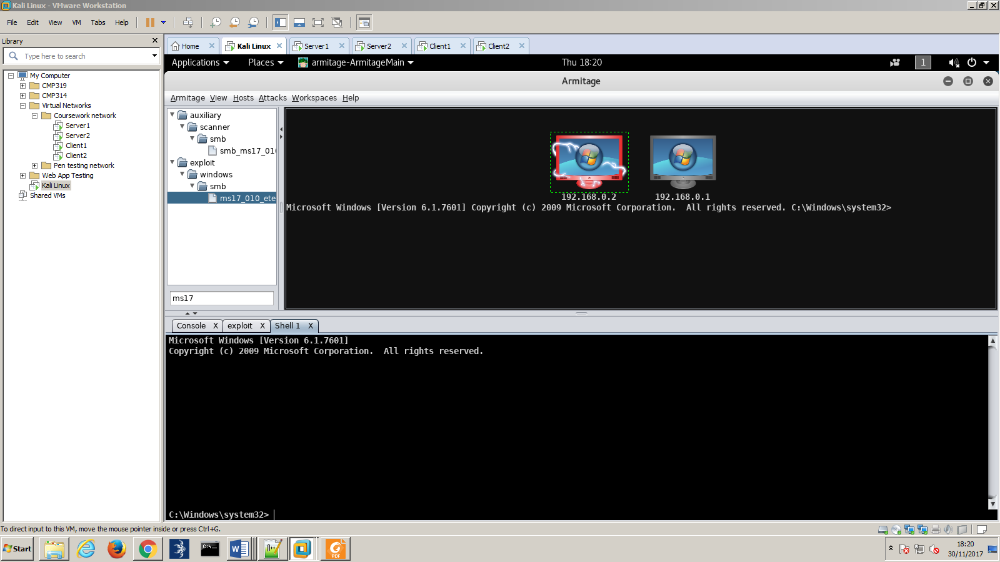 Kali Linux - VMware Workstation
File Edit View VM Tabs Help
Library
Type here to search
My Computer
CMP319
CMP314
Virtual Networks
Coursework network
Server1
Server2
Client1
Client2
Pen testing network
Web App Testing
Kali Linux
Shared VMs
Home Kali Linux Server1 Server2 Client1 Client2
Applications Places armitage-ArmitageMain Thu 18:20 1
Armitage
Armitage View Hosts Attacks Workspaces Help
auxiliary
scanner
smb
smb_ms17_010
exploit
windows
smb
ms17_010_ete
ms17
192.168.0.2 192.168.0.1
Microsoft Windows [Version 6.1.7601] Copyright (c) 2009 Microsoft Corporation.  All rights reserved. C:\Windows\system32>
Console X exploit X Shell 1 X
Microsoft Windows [Version 6.1.7601]
Copyright (c) 2009 Microsoft Corporation.  All rights reserved.
C:\Windows\system32>
To direct input to this VM, move the mouse pointer inside or press Ctrl+G.
Start
PDF
18:20
30/11/2017